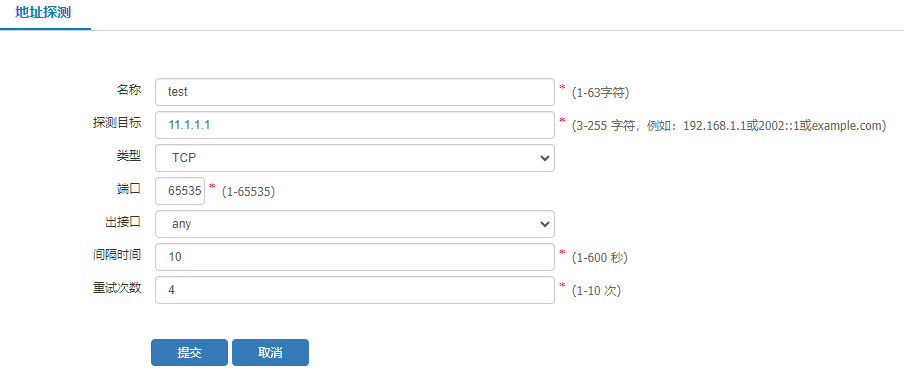 地址探测
名称 test * (1-63字符)
探测目标 11.1.1.1 * (3-255 字符，例如：192.168.1.1或2002::1或example.com)
类型 TCP
端口 65535 * (1-65535)
出接口 any
间隔时间 10 * (1-600 秒)
重试次数 4 * (1-10 次)
提交 取消